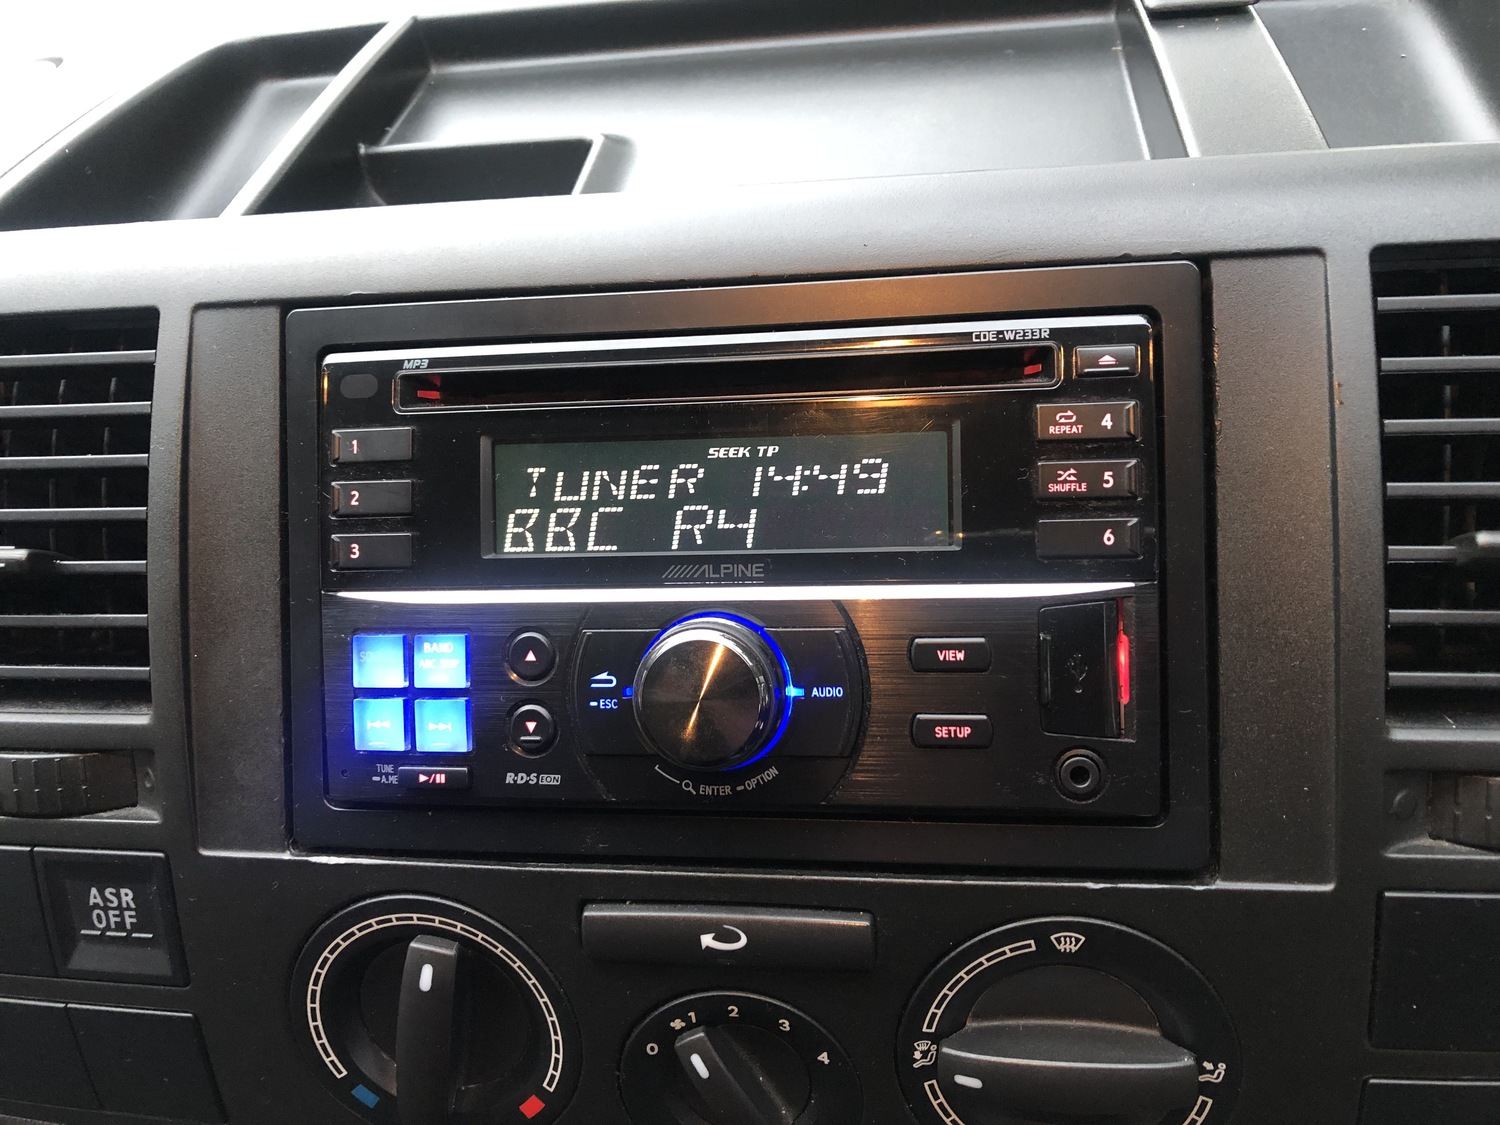 CDE-W233R
MP3
1
2
3
REPEAT 4
SHUFFLE 5
6
SEEK TP
TUNER 14:49
BBC R4
ALPINE
BAND
TUNE
A.ME
R·D·S EON
ESC
AUDIO
ENTER OPTION
VIEW
SETUP
ASR
OFF
0 1 2 3 4